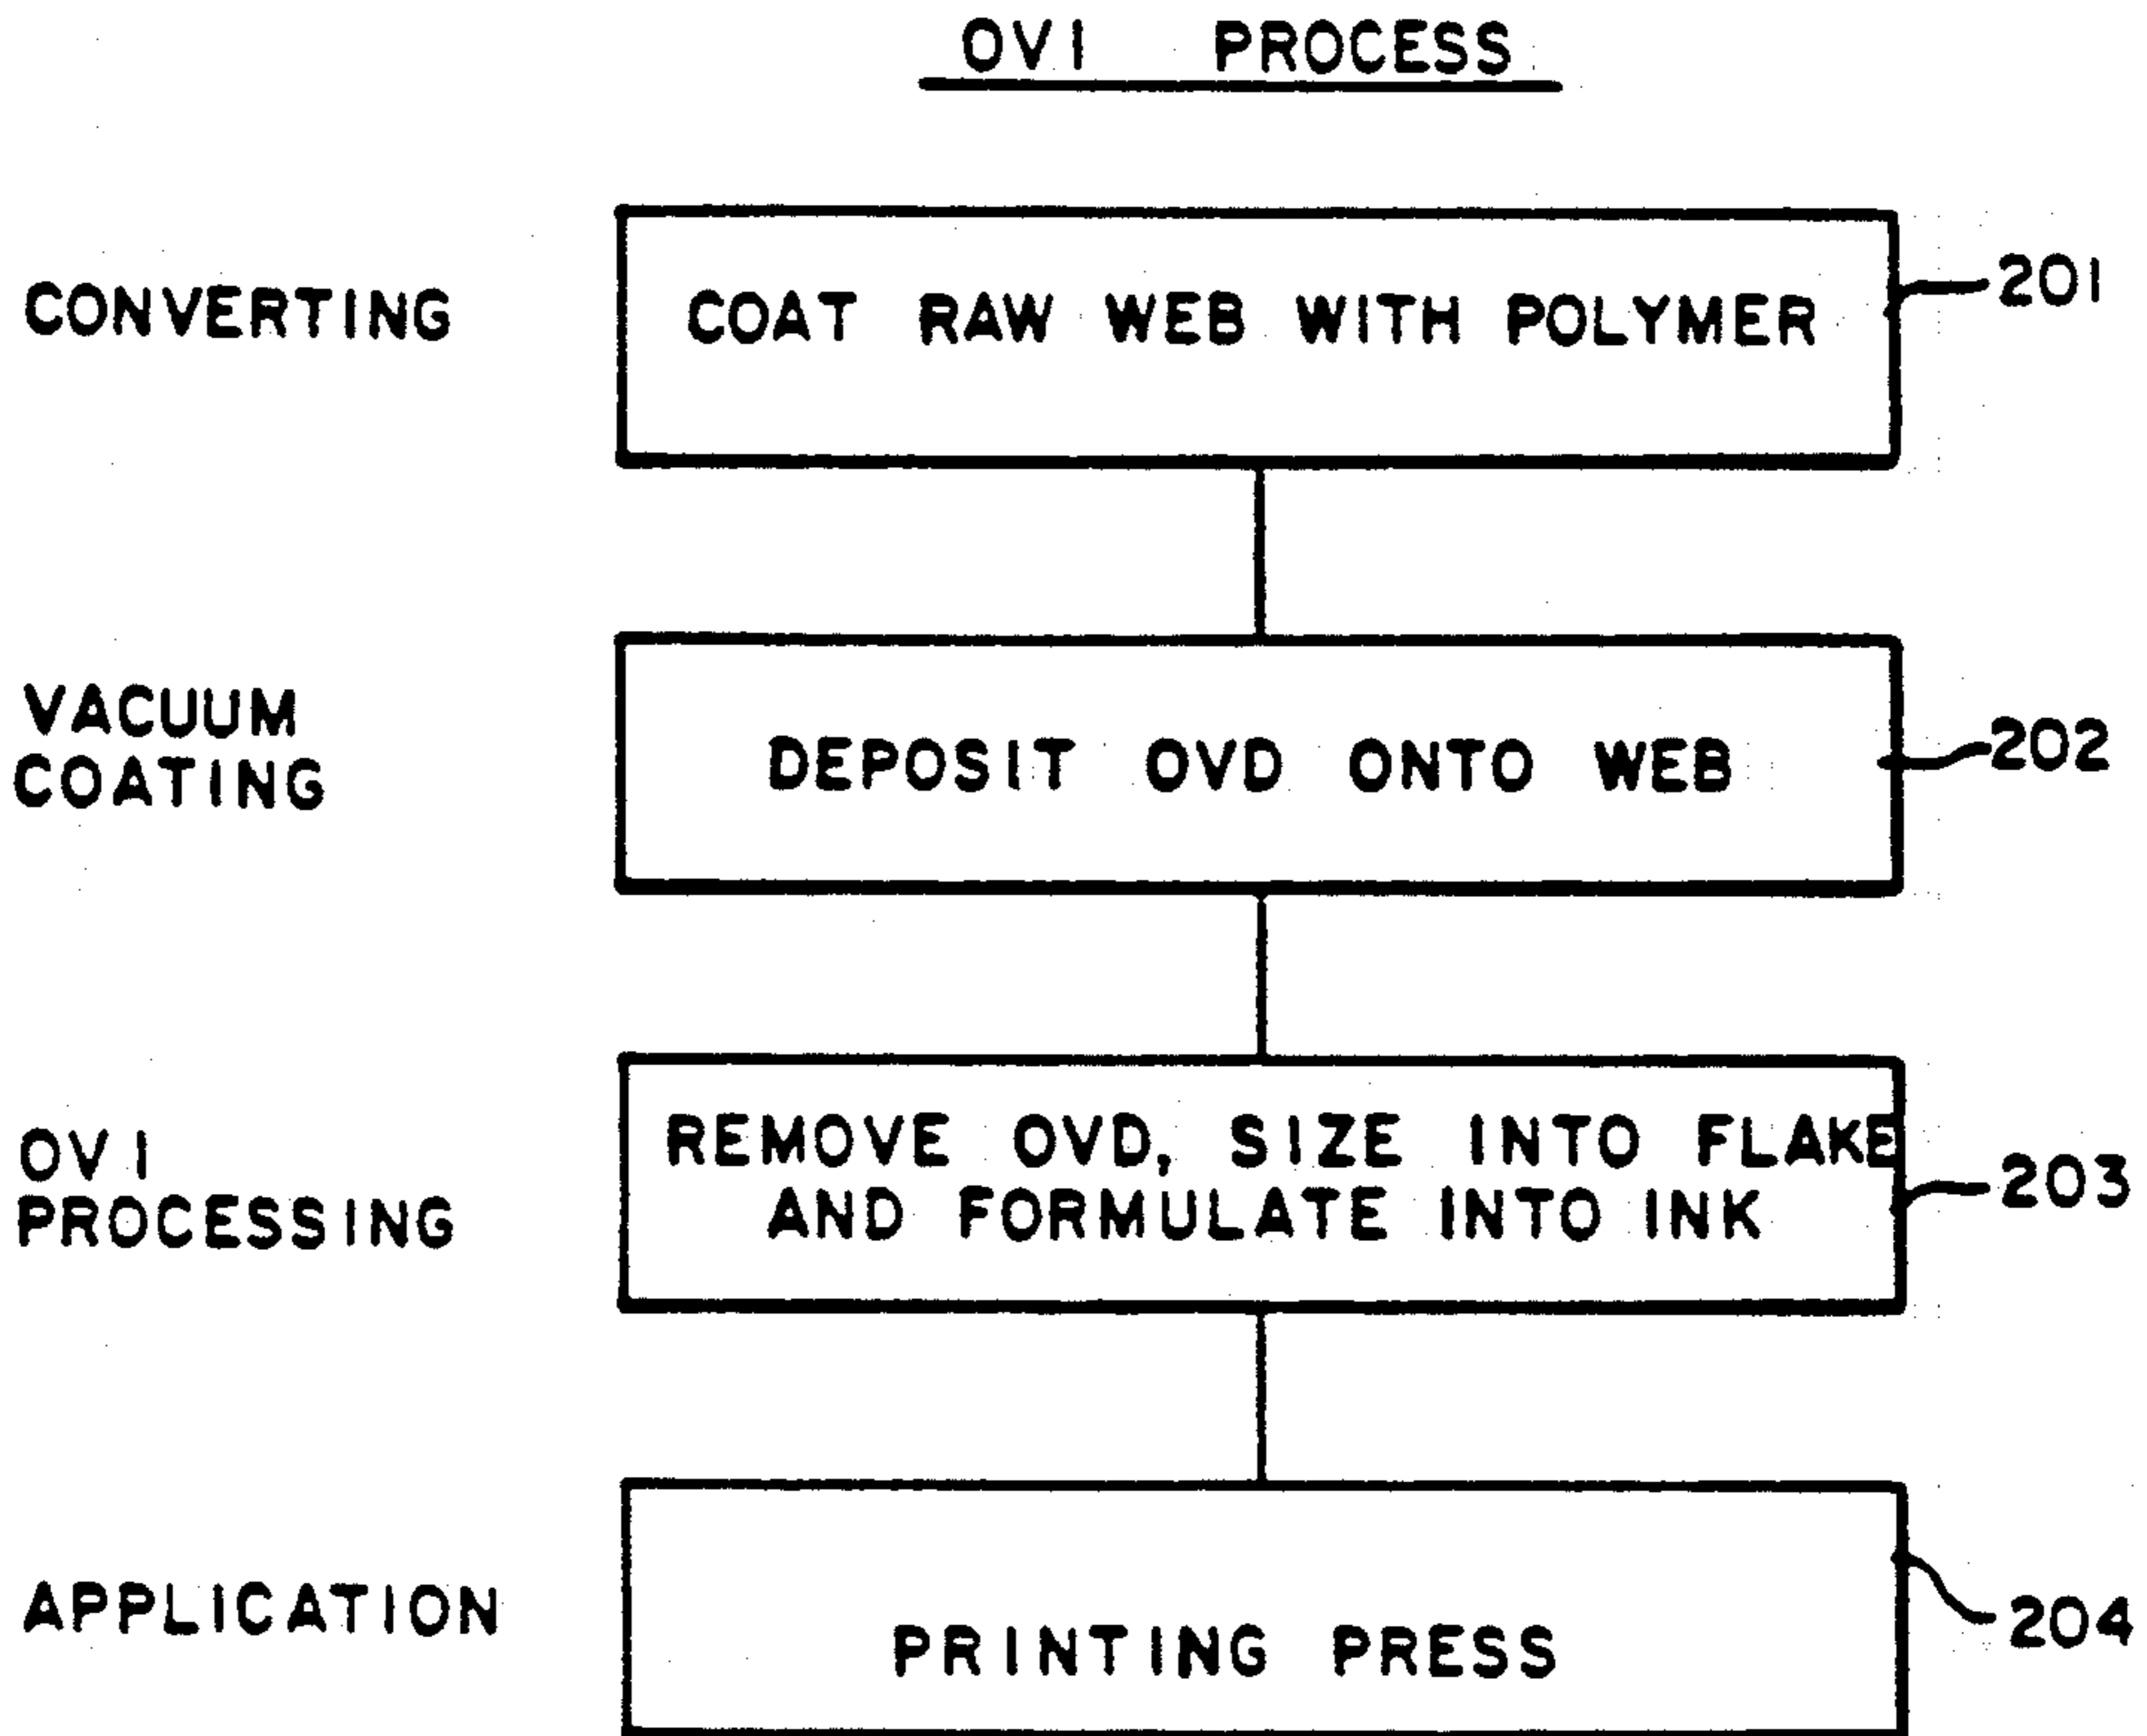 OVI PROCESS
CONVERTING
COAT RAW WEB WITH POLYMER
201
VACUUM
COATING
DEPOSIT OVD ONTO WEB
202
OVI
PROCESSING
REMOVE OVD, SIZE INTO FLAKE
AND FORMULATE INTO INK
203
APPLICATION
PRINTING PRESS
204